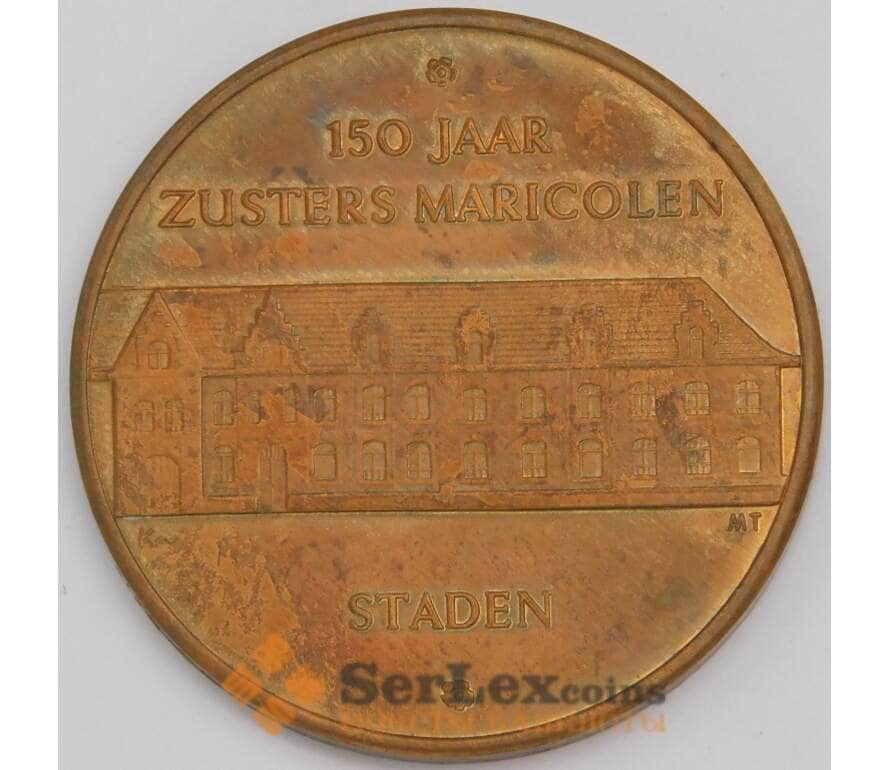 150 JAAR
ZUSTERS MARICOLEN
MT
STADEN
SerLexcoins